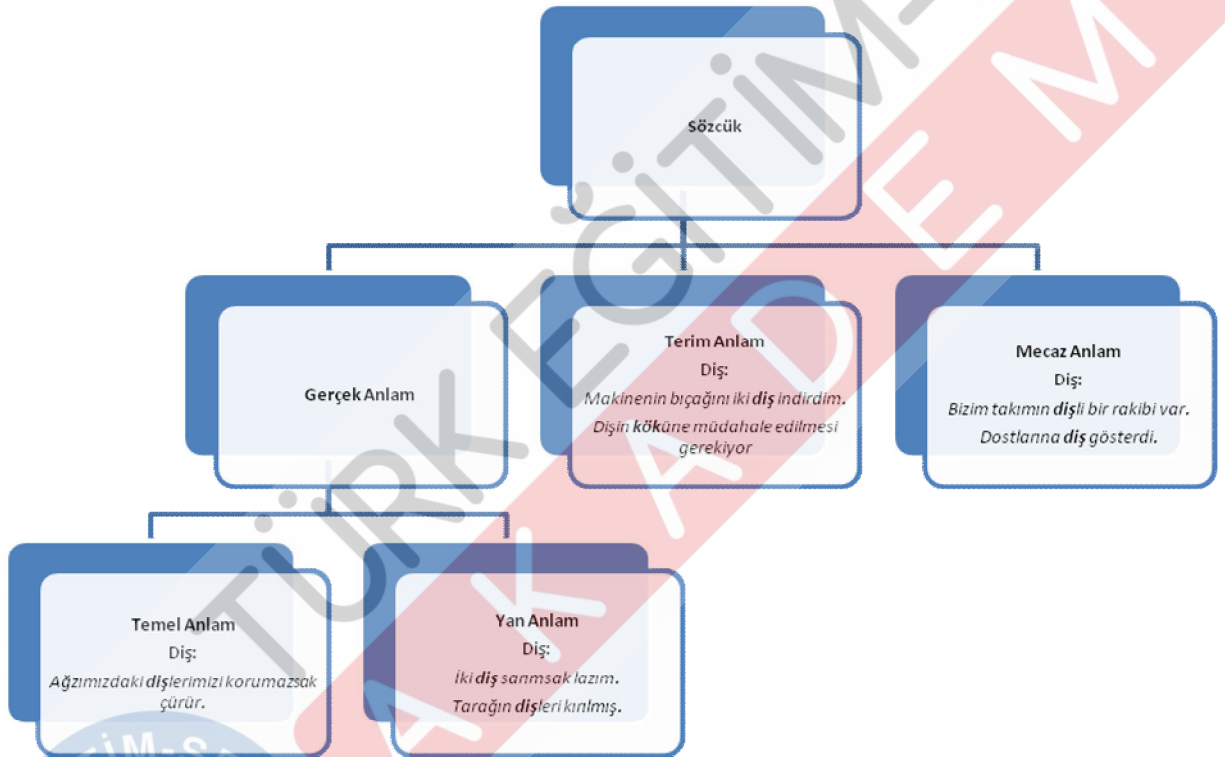 Sözcük
Gerçek Anlam
Terim Anlam
Diş:
Makinenin bıçağını iki diş indirdim.
Dişin köküne müdahale edilmesi
gerekiyor
Mecaz Anlam
Diş:
Bizim takımın dişli bir rakibi var.
Dostlarına diş gösterdi.
Temel Anlam
Diş:
Ağzımızdaki dişlerimizi korumazsak
çürür.
Yan Anlam
Diş:
İki diş sarımsak lazım.
Tarağın dişleri kırılmış.
TÜRK EĞİTİM-
AKADEM
TİM-S